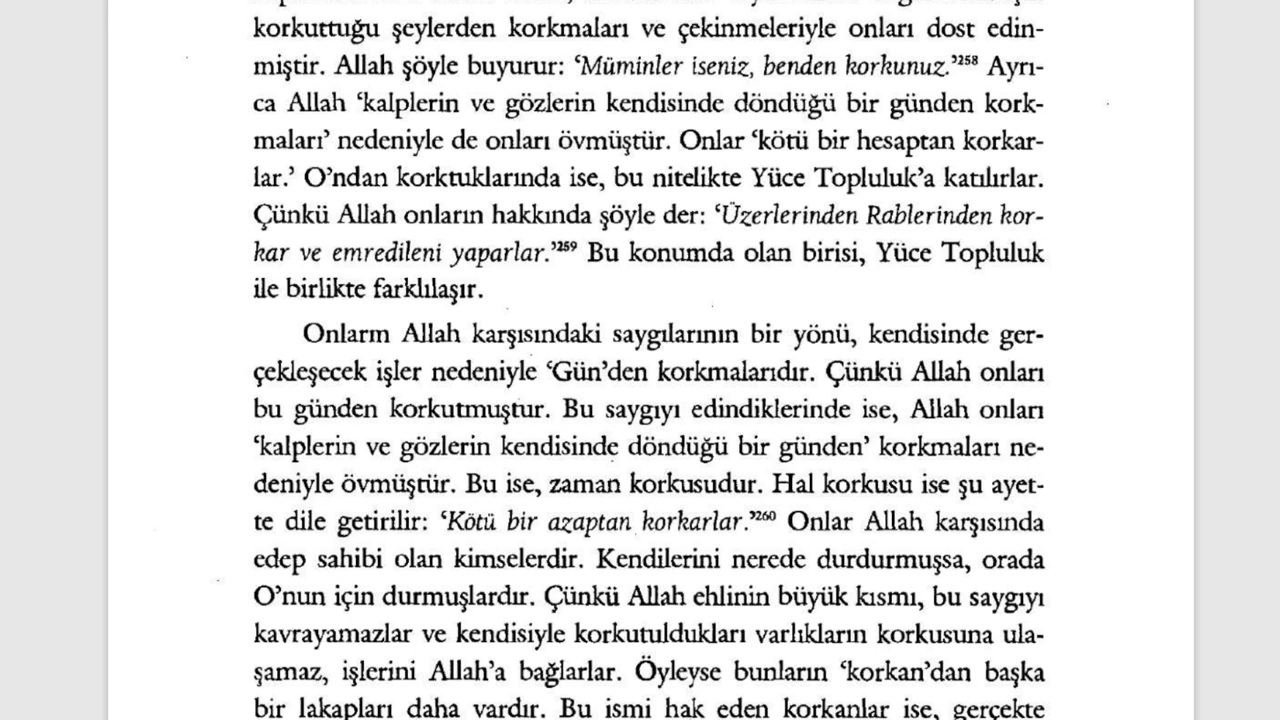 korkuttuğu şeylerden korkmaları ve çekinmeleriyle onları dost edin-
miştir. Allah şöyle buyurur: ‘Müminler iseniz, benden korkunuz.’²⁵⁸ Ayrı-
ca Allah ‘kalplerin ve gözlerin kendisinde döndüğü bir günden kork-
maları’ nedeniyle de onları övmüştür. Onlar ‘kötü bir hesaptan korkar-
lar.’ O’ndan korktuklarında ise, bu nitelikte Yüce Topluluk’a katılırlar.
Çünkü Allah onların hakkında şöyle der: ‘Üzerlerinden Rablerinden kor-
kar ve emredileni yaparlar.’²⁵⁹ Bu konumda olan birisi, Yüce Topluluk
ile birlikte farklılaşır.
Onlarm Allah karşısındaki saygılarının bir yönü, kendisinde ger-
çekleşecek işler nedeniyle ‘Gün’den korkmalarıdır. Çünkü Allah onları
bu günden korkutmuştur. Bu saygıyı edindiklerinde ise, Allah onları
‘kalplerin ve gözlerin kendisinde döndüğü bir günden’ korkmaları ne-
deniyle övmüştür. Bu ise, zaman korkusudur. Hal korkusu ise şu ayet-
te dile getirilir: ‘Kötü bir azaptan korkarlar.’²⁶⁰ Onlar Allah karşısında
edep sahibi olan kimselerdir. Kendilerini nerede durdurmuşsa, orada
O’nun için durmuşlardır. Çünkü Allah ehlinin büyük kısmı, bu saygıyı
kavrayamazlar ve kendisiyle korkutuldukları varlıkların korkusuna ula-
şamaz, işlerini Allah’a bağlarlar. Öyleyse bunların ‘korkan’dan başka
bir lakapları daha vardır. Bu ismi hak eden korkanlar ise, gerçekte